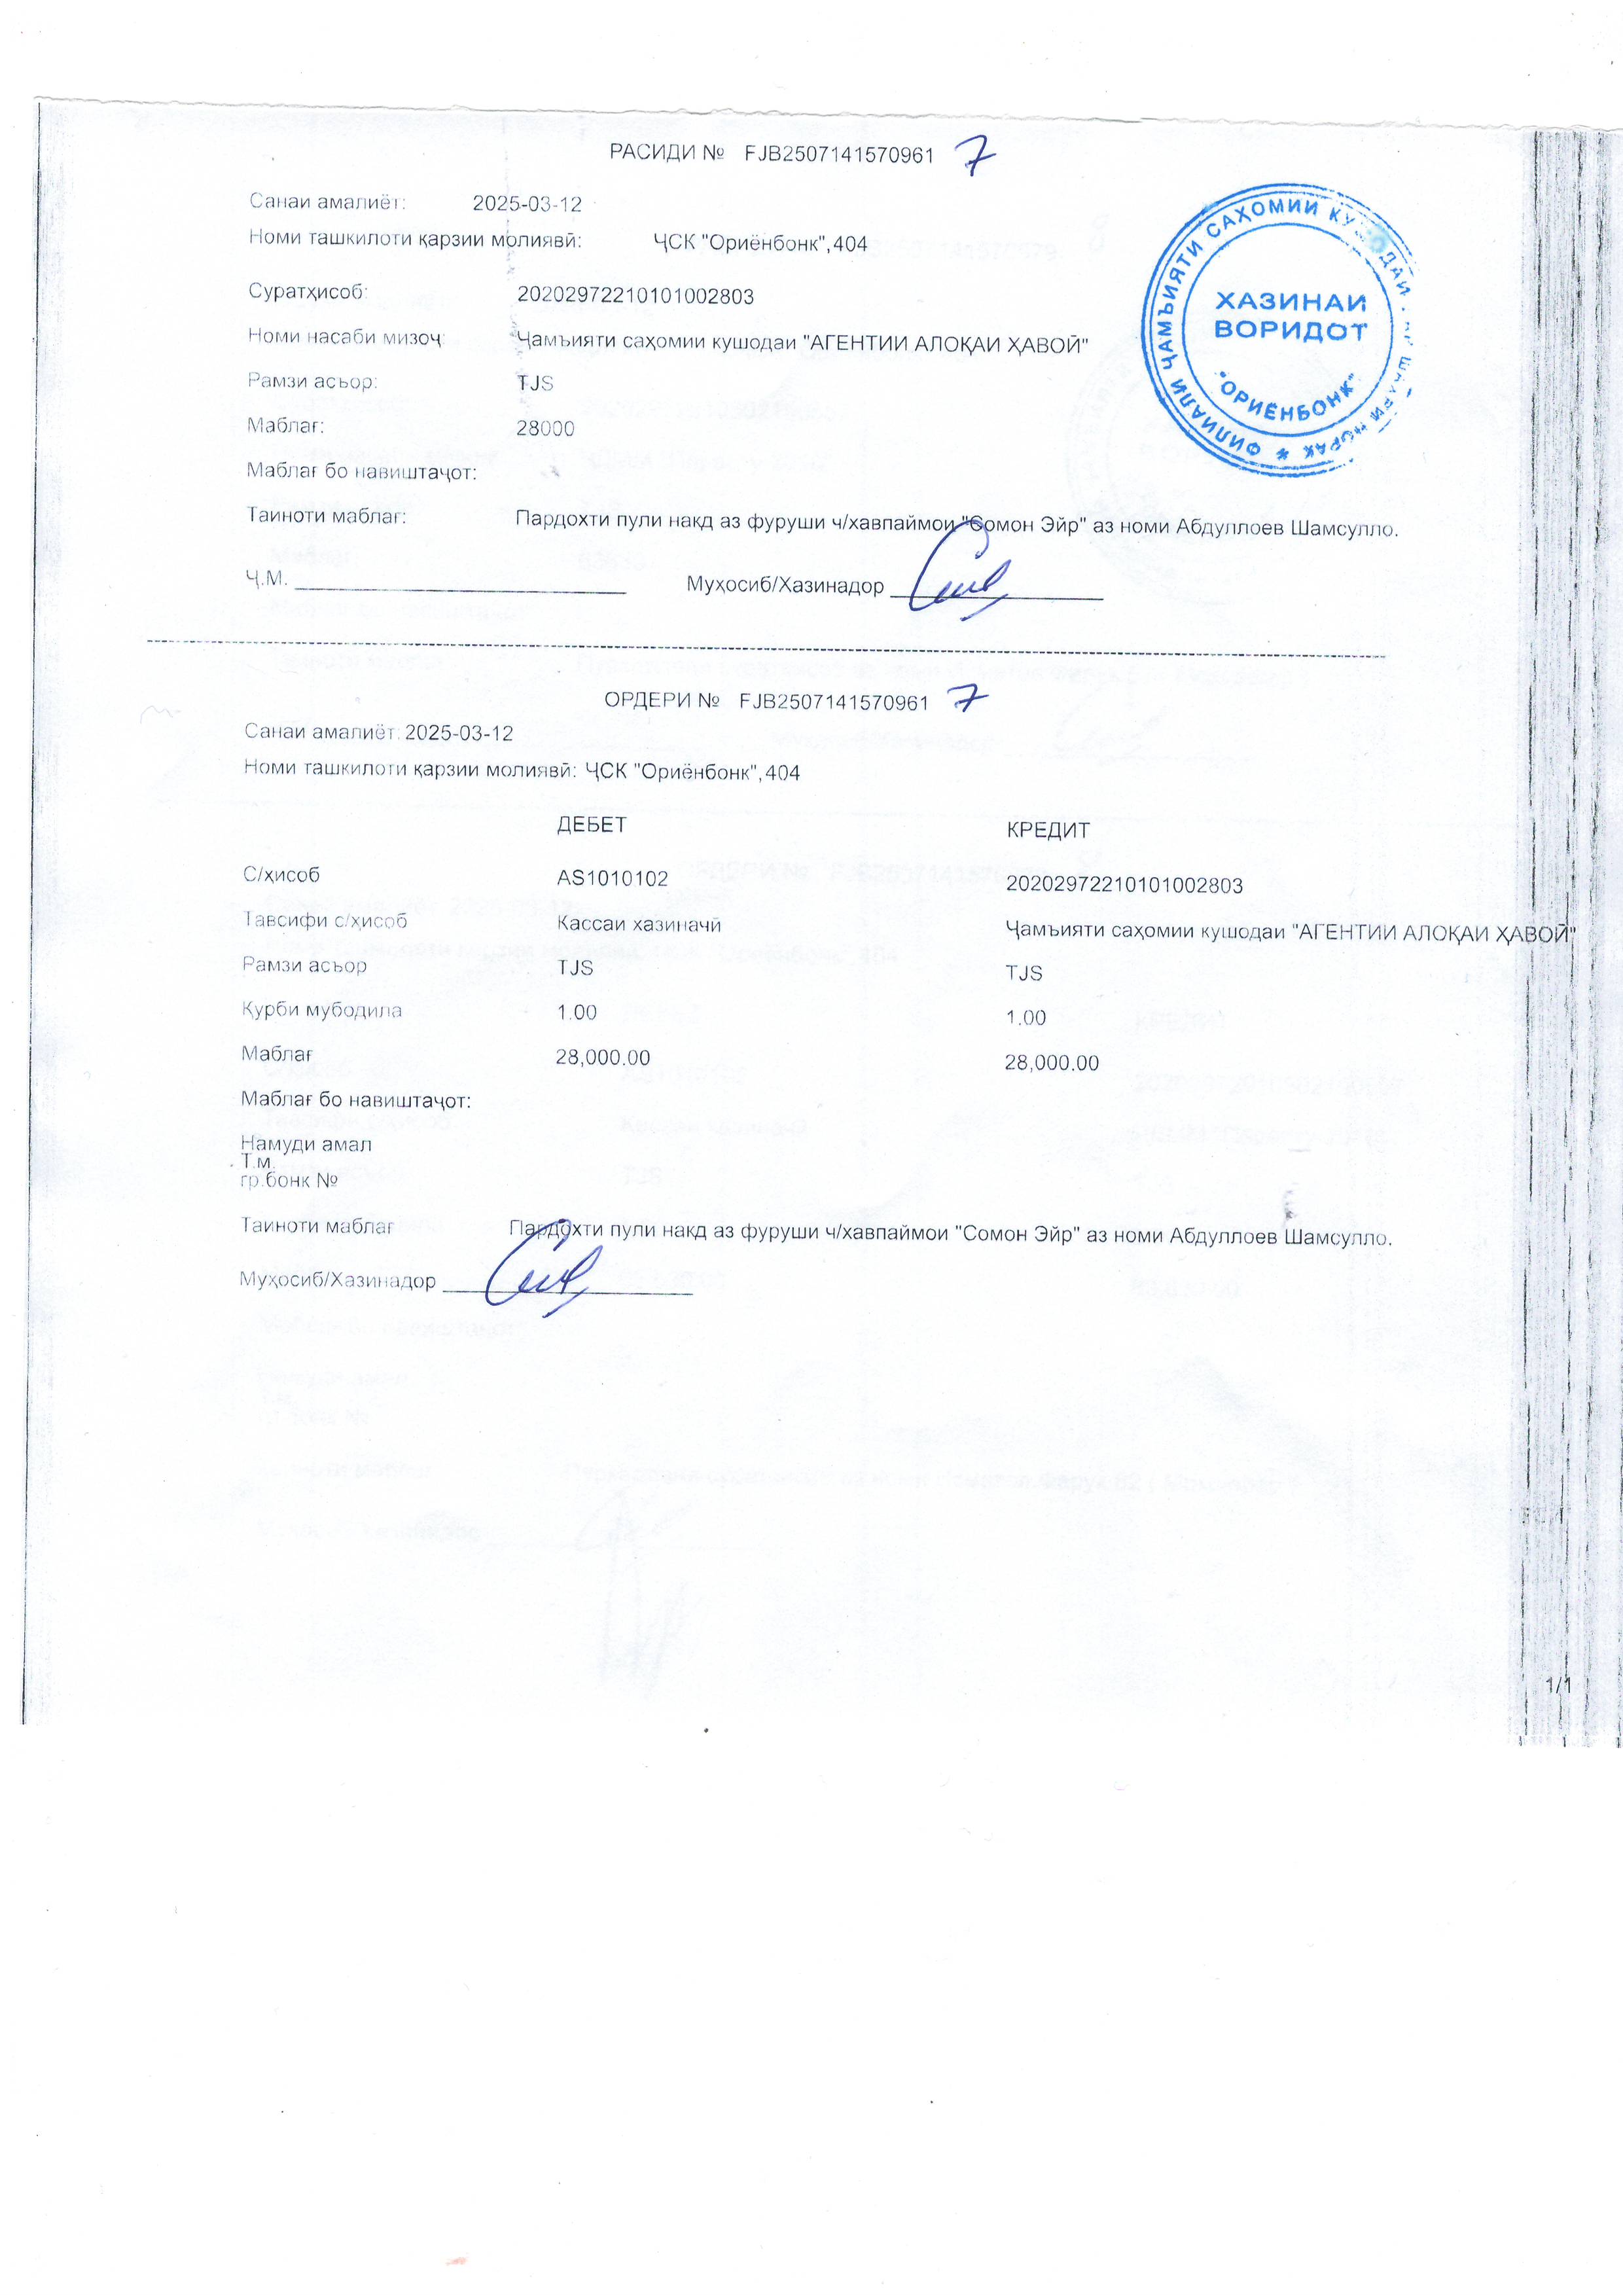 РАСИДИ № FJB2507141570961 7
Санаи амалиёт: 2025-03-12
Номи ташкилоти қарзии молиявӣ: ҶСК "Ориёнбонк",404
Суратҳисоб: 20202972210101002803
Номи насаби мизоҷ: Ҷамъияти саҳомии кушодаи "АГЕНТИИ АЛОҚАИ ҲАВОӢ"
Рамзи асъор: TJS
Маблағ: 28000
Маблағ бо навиштаҷот:
Таиноти маблағ: Пардохти пули накд аз фуруши ч/хавпаймои "Сомон Эйр" аз номи Абдуллоев Шамсулло.
Ҷ.М. Муҳосиб/Хазинадор
ФИЛИАЛИ ҶАМЪИЯТИ САҲОМИИ КУШОДАИ
ШАҲРИ НОРАК
"ОРИЁНБОНК"
ХАЗИНАИ
ВОРИДОТ
ОРДЕРИ № FJB2507141570961 7
Санаи амалиёт: 2025-03-12
Номи ташкилоти қарзии молиявӣ: ҶСК "Ориёнбонк",404
ДЕБЕТ КРЕДИТ
С/ҳисоб AS1010102 20202972210101002803
Тавсифи с/ҳисоб Кассаи хазиначӣ Ҷамъияти саҳомии кушодаи "АГЕНТИИ АЛОҚАИ ҲАВОӢ"
Рамзи асъор TJS TJS
Қурби мубодила 1.00 1.00
Маблағ 28,000.00 28,000.00
Маблағ бо навиштаҷот:
Намуди амал
Т.м.
гр.бонк №
Таиноти маблағ Пардохти пули накд аз фуруши ч/хавпаймои "Сомон Эйр" аз номи Абдуллоев Шамсулло.
Муҳосиб/Хазинадор
1/1